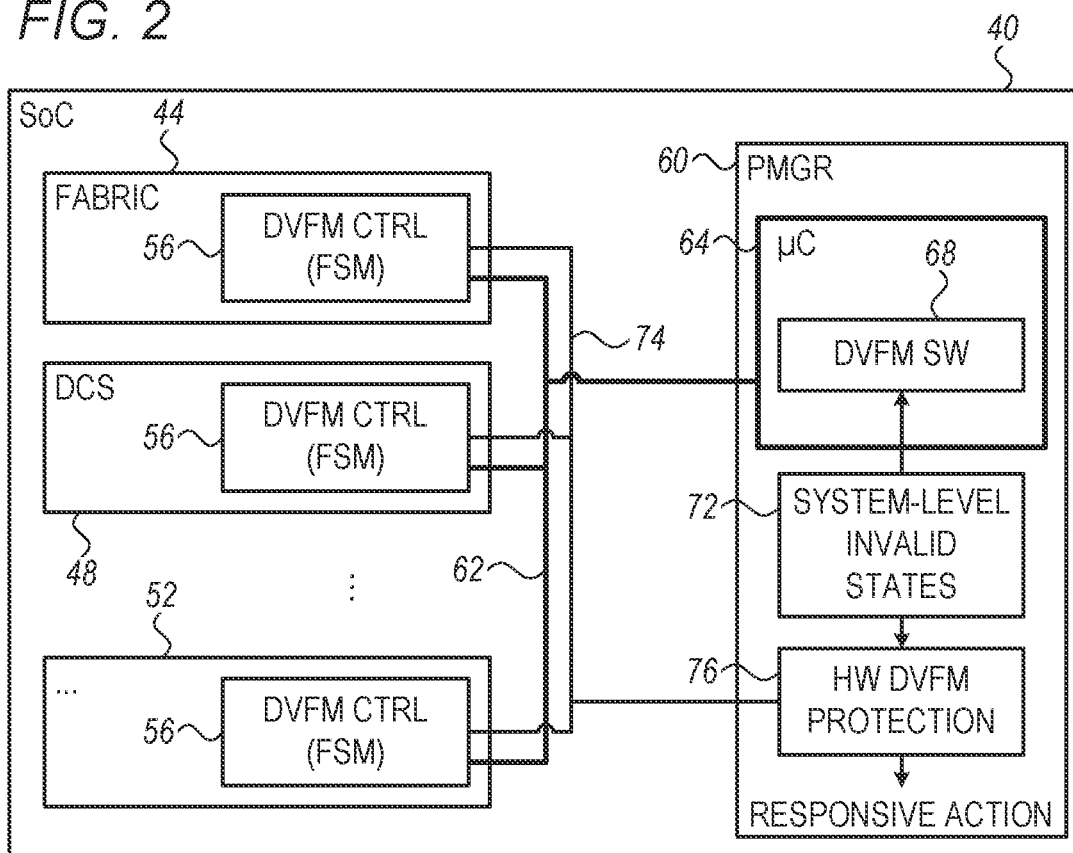 FIG. 2
40
SoC
44
FABRIC
56
DVFM CTRL
(FSM)
DCS
56
DVFM CTRL
(FSM)
48
62
⋮
52
...
56
DVFM CTRL
(FSM)
74
60
PMGR
64
µC
68
DVFM SW
72
SYSTEM-LEVEL
INVALID
STATES
76
HW DVFM
PROTECTION
RESPONSIVE ACTION